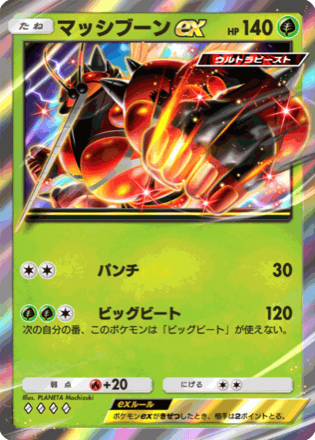 たね マッシブーンex HP 140
ウルトラビースト
パンチ 30
ビッグビート 120
次の自分の番、このポケモンは「ビッグビート」が使えない。
弱点 +20 にげる
Illus. PLANETA Mochizuki
exルール
ポケモンexがきぜつしたとき、相手は2ポイントとる。